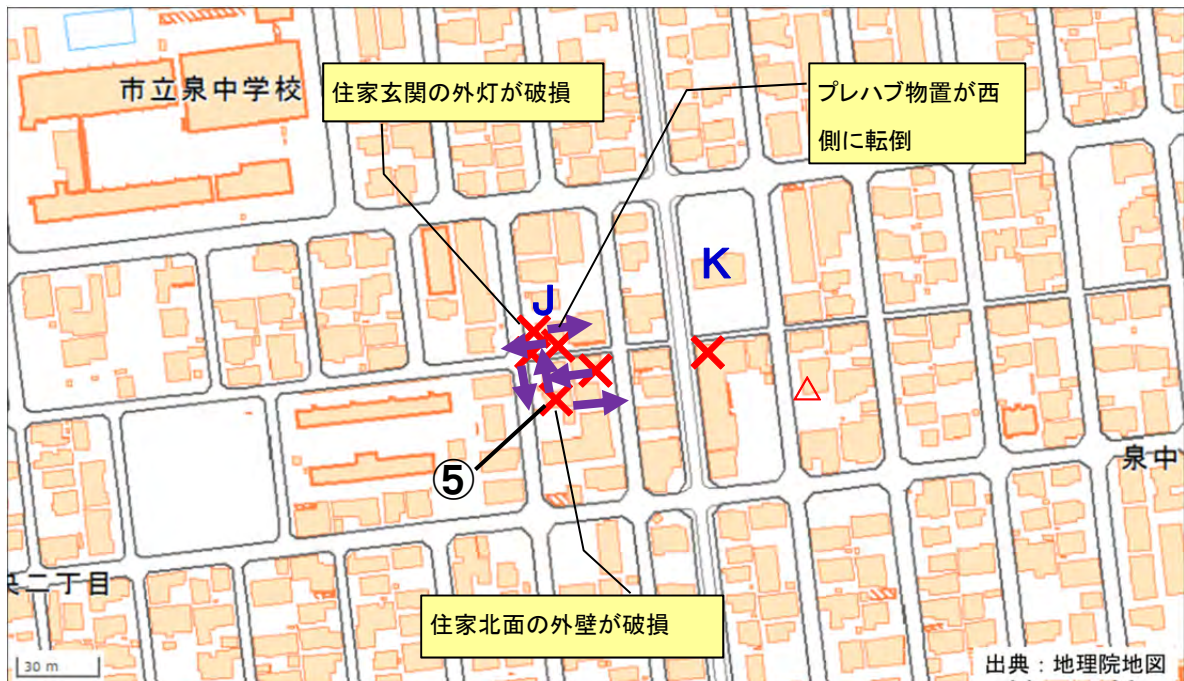 市立泉中学校
住家玄関の外灯が破損
プレハブ物置が西
側に転倒
K
J
⑤
泉中
二丁目
住家北面の外壁が破損
30 m
出典：地理院地図